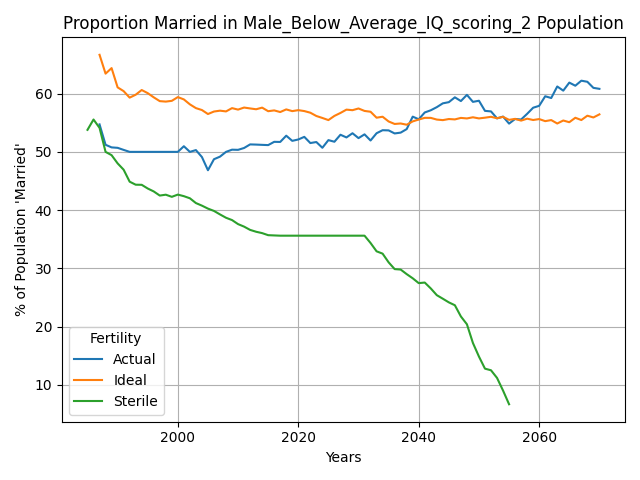 Proportion Married in Male_Below_Average_IQ_scoring_2 Population
% of Population 'Married'
60
50
40
30
20
10
Fertility
Actual
Ideal
Sterile
2000
2020
2040
2060
Years